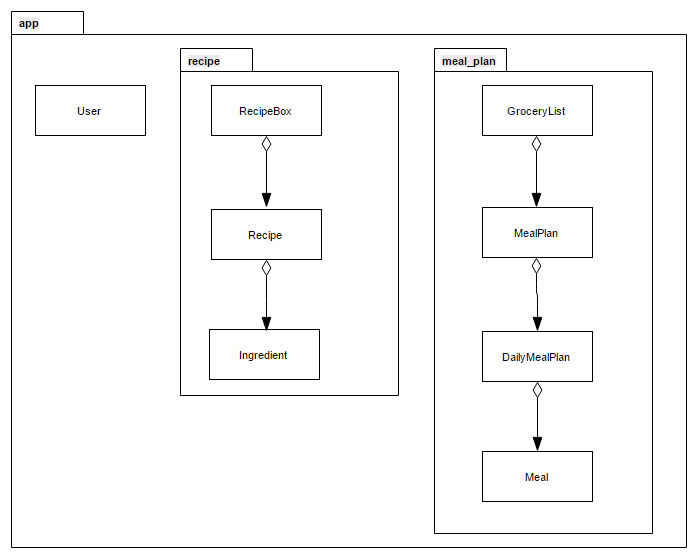 app
recipe
meal_plan
User
RecipeBox
GroceryList
Recipe
MealPlan
Ingredient
DailyMealPlan
Meal